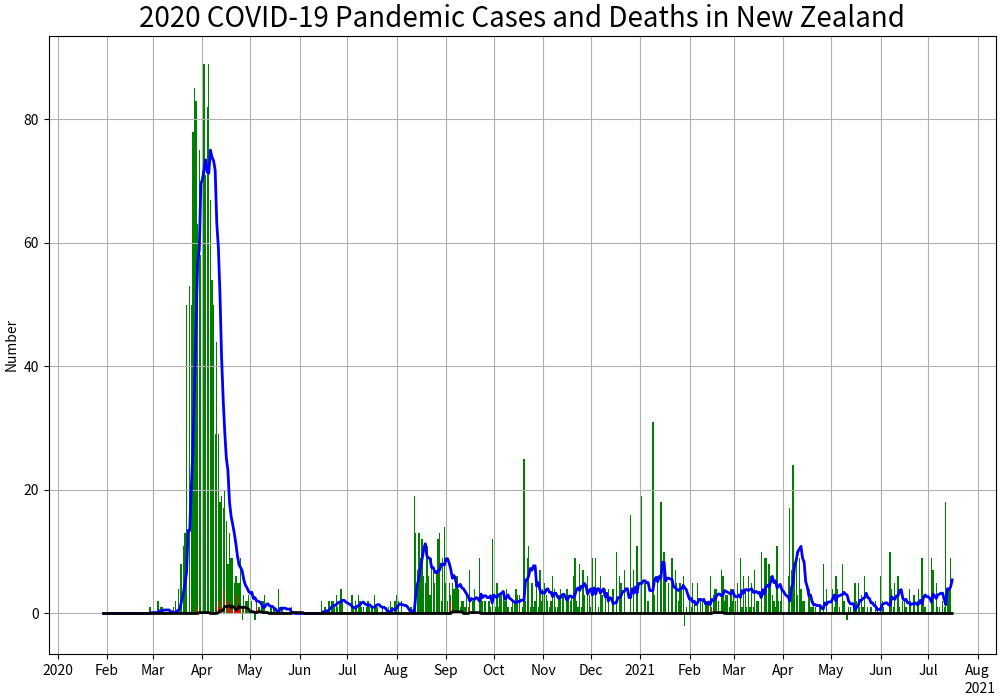 2020 COVID-19 Pandemic Cases and Deaths in New Zealand
Number
80
60
40
20
0
2020 Feb Mar Apr May Jun Jul Aug Sep Oct Nov Dec 2021 Feb Mar Apr May Jun Jul Aug
2021